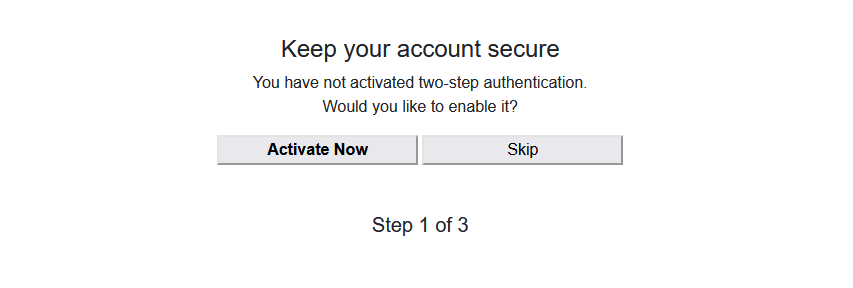 Keep your account secure
You have not activated two-step authentication.
Would you like to enable it?
Activate Now
Skip
Step 1 of 3